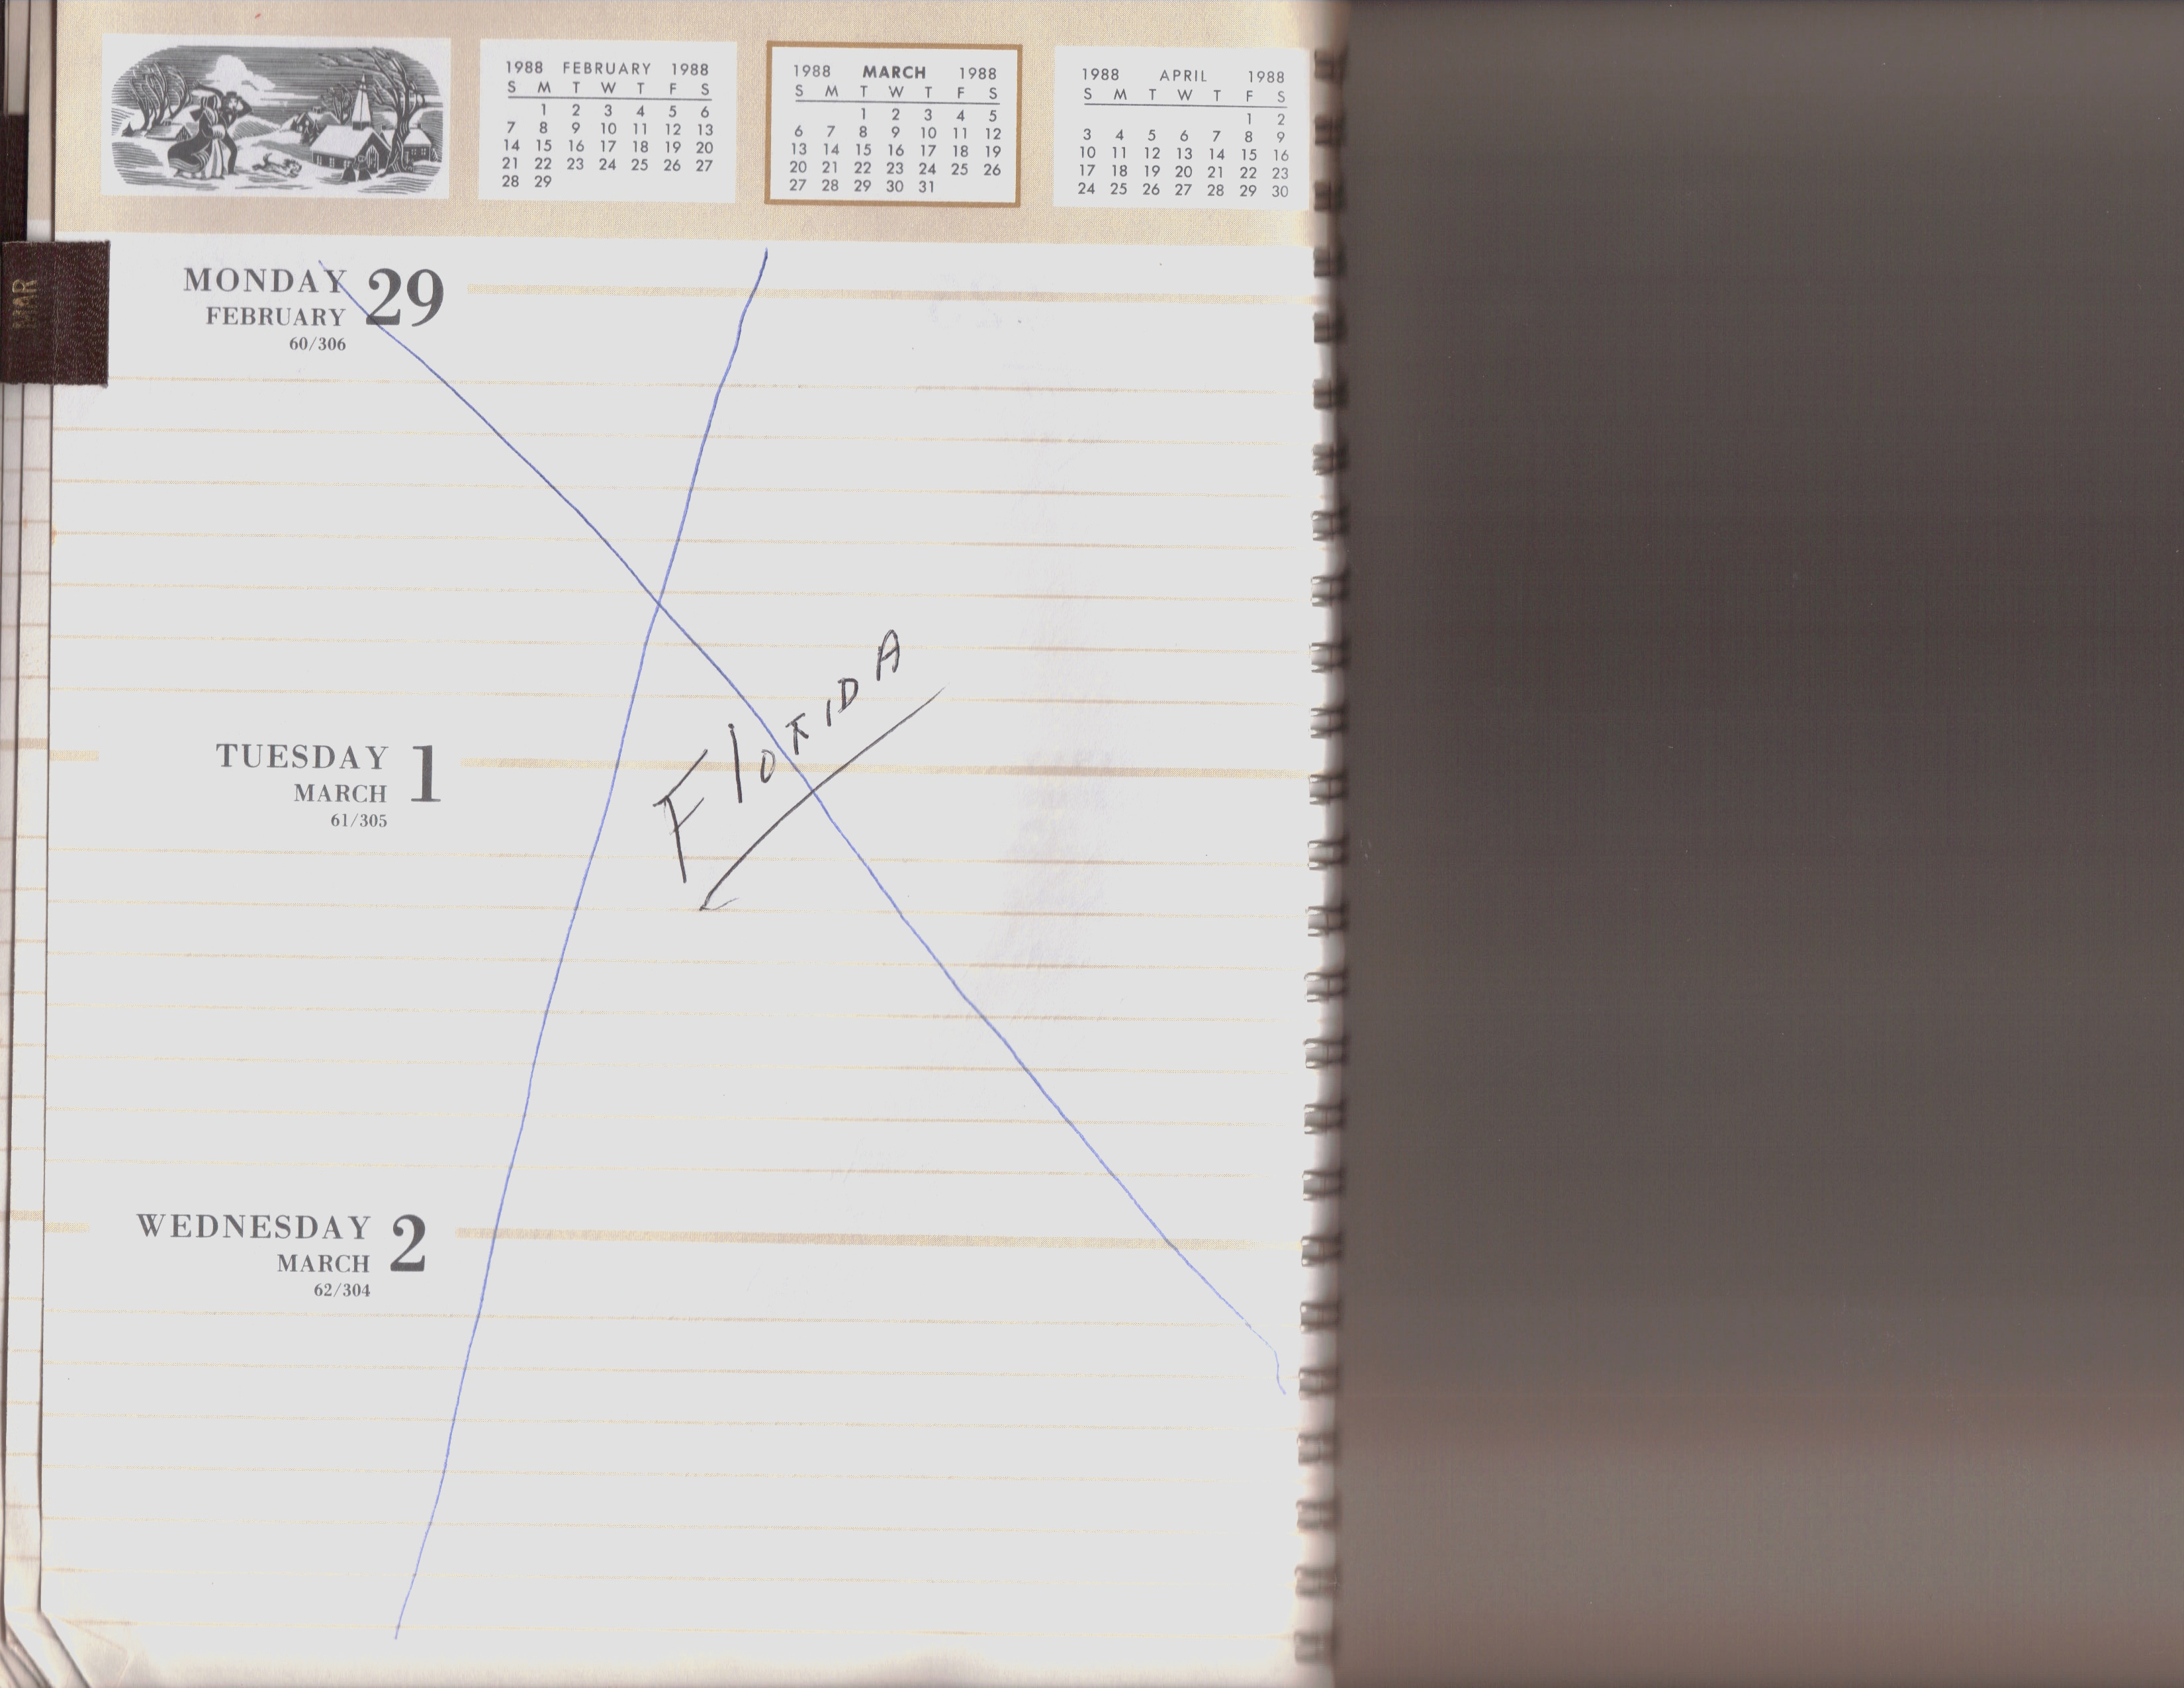 1988 FEBRUARY 1988
S M T W T F S
1 2 3 4 5 6
7 8 9 10 11 12 13
14 15 16 17 18 19 20
21 22 23 24 25 26 27
28 29
1988 MARCH 1988
S M T W T F S
1 2 3 4 5
6 7 8 9 10 11 12
13 14 15 16 17 18 19
20 21 22 23 24 25 26
27 28 29 30 31
1988 APRIL 1988
S M T W T F S
1 2
3 4 5 6 7 8 9
10 11 12 13 14 15 16
17 18 19 20 21 22 23
24 25 26 27 28 29 30
MAR
MONDAY 29
FEBRUARY
60/306
FloRIDA
TUESDAY 1
MARCH
61/305
WEDNESDAY 2
MARCH
62/304